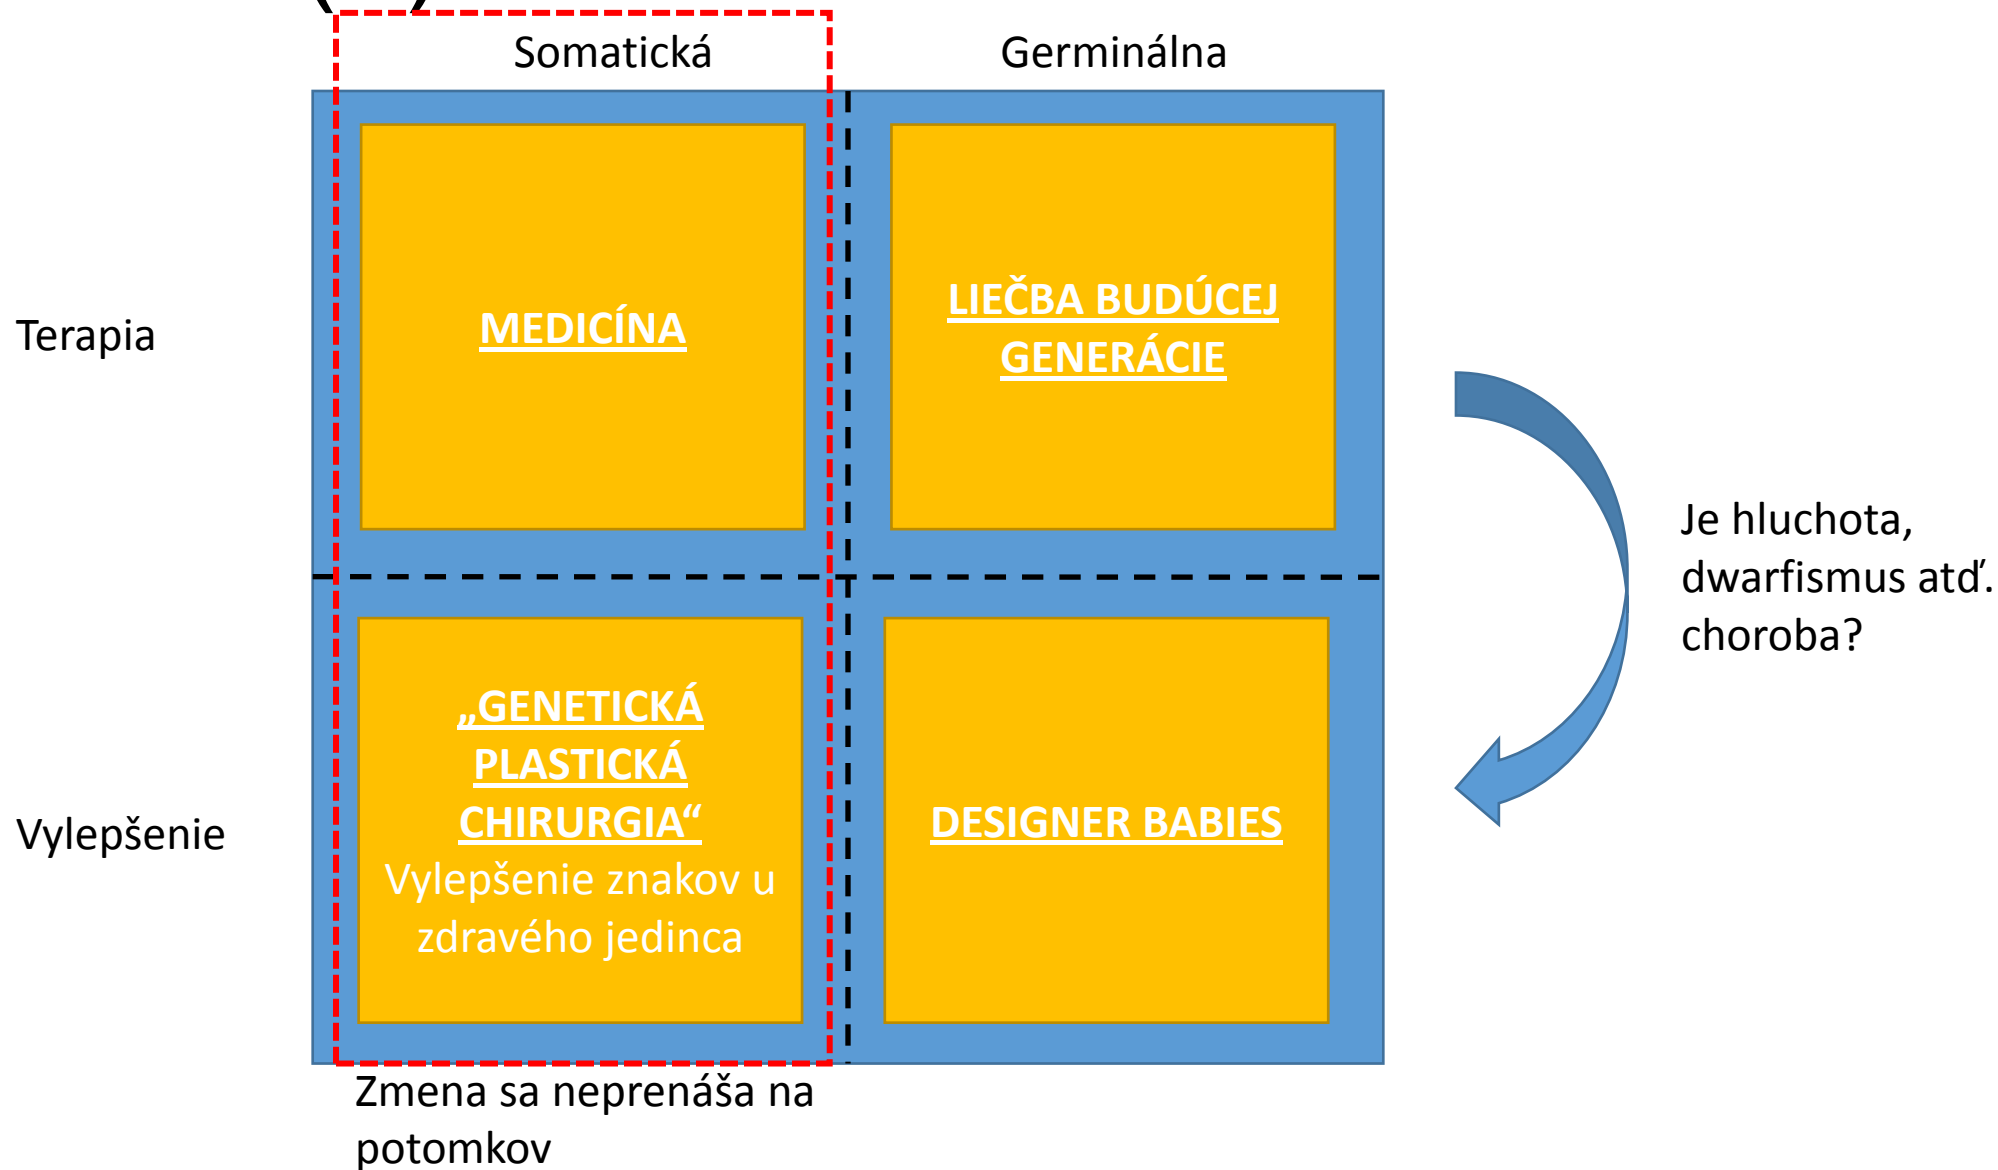 Somatická
Germinálna
Terapia
MEDICÍNA
LIEČBA BUDÚCEJ
GENERÁCIE
Je hluchota,
dwarfismus atď.
choroba?
Vylepšenie
„GENETICKÁ
PLASTICKÁ
CHIRURGIA“
Vylepšenie znakov u
zdravého jedinca
DESIGNER BABIES
Zmena sa neprenáša na
potomkov